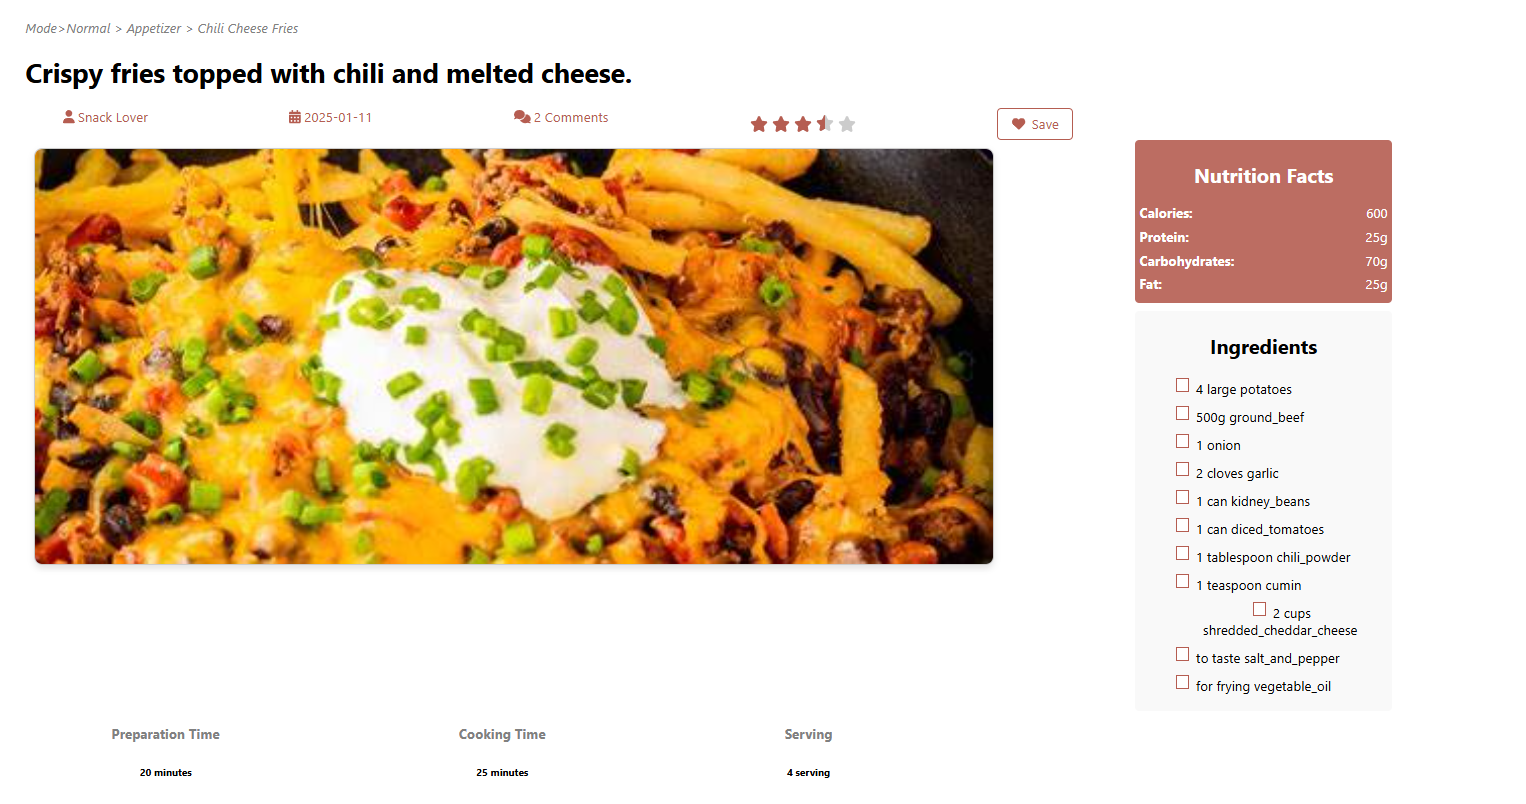 Mode>Normal > Appetizer > Chili Cheese Fries
Crispy fries topped with chili and melted cheese.
Snack Lover
2025-01-11
2 Comments
Save
Nutrition Facts
Calories: 600
Protein: 25g
Carbohydrates: 70g
Fat: 25g
Ingredients
4 large potatoes
500g ground_beef
1 onion
2 cloves garlic
1 can kidney_beans
1 can diced_tomatoes
1 tablespoon chili_powder
1 teaspoon cumin
2 cups
shredded_cheddar_cheese
to taste salt_and_pepper
for frying vegetable_oil
Preparation Time
20 minutes
Cooking Time
25 minutes
Serving
4 serving